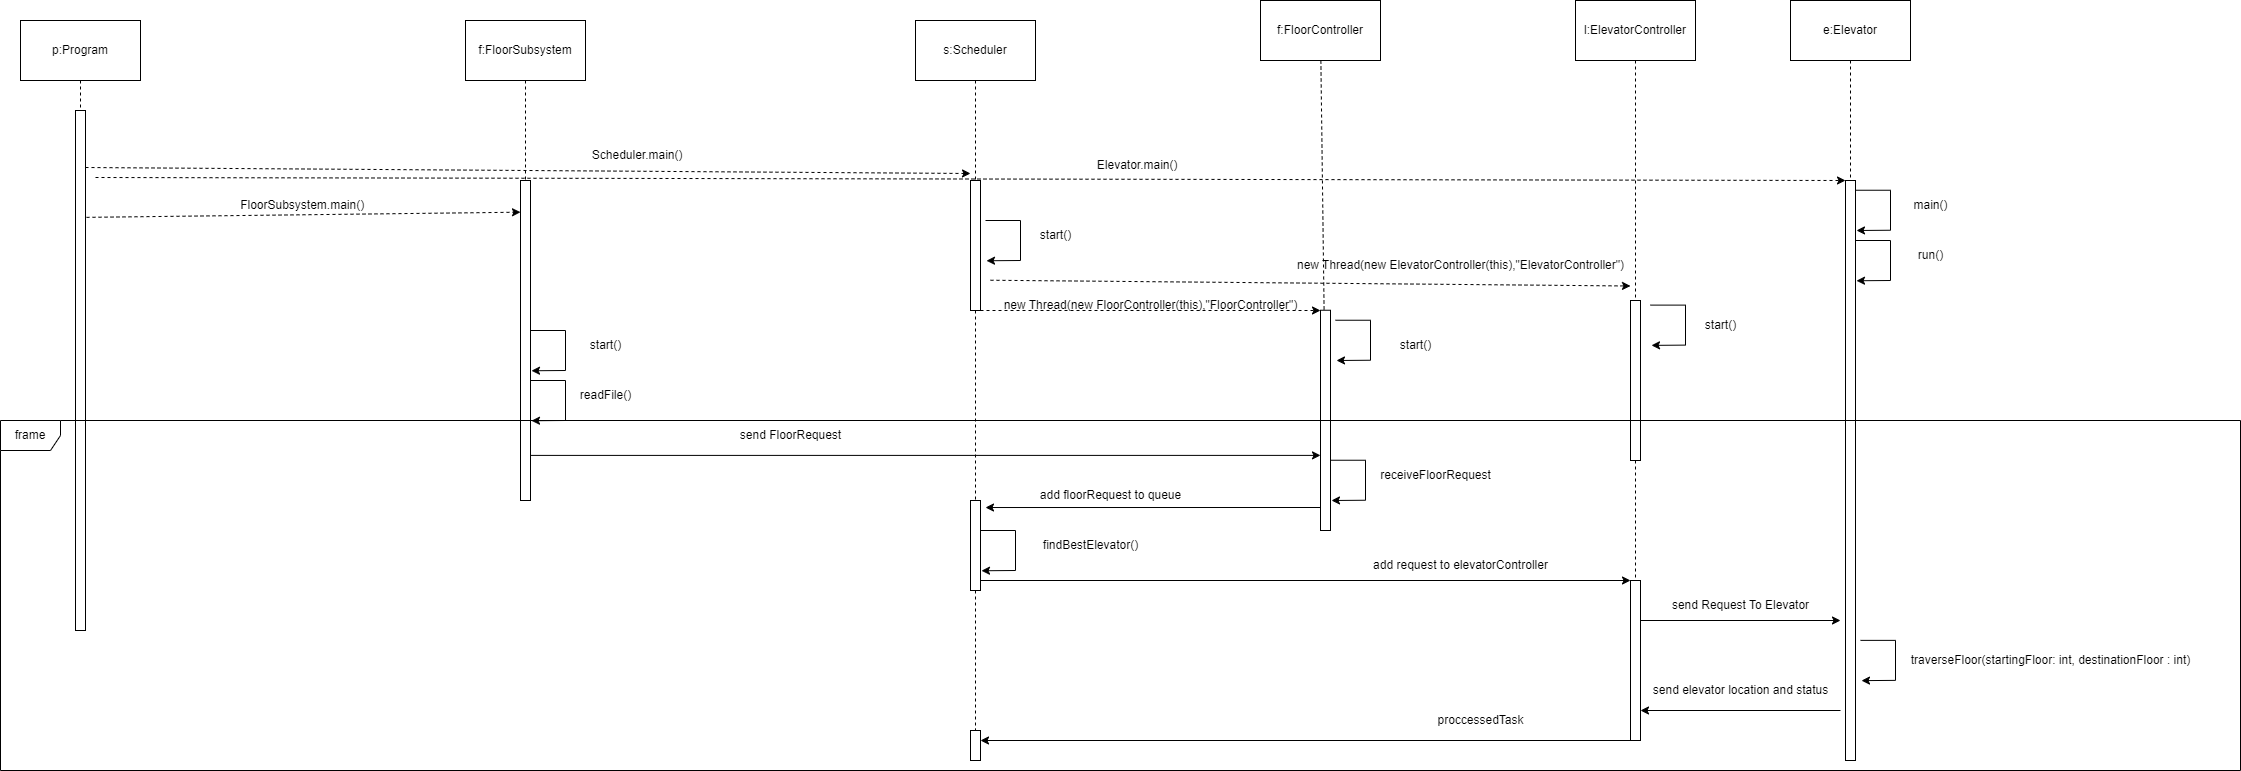 p:Program
f:FloorSubsystem
s:Scheduler
f:FloorController
l:ElevatorController
e:Elevator
Scheduler.main()
Elevator.main()
FloorSubsystem.main()
main()
start()
run()
new Thread(new ElevatorController(this),"ElevatorController")
new Thread(new FloorController(this),"FloorController")
start()
start()
start()
readFile()
frame
send FloorRequest
receiveFloorRequest
add floorRequest to queue
findBestElevator()
add request to elevatorController
send Request To Elevator
traverseFloor(startingFloor: int, destinationFloor : int)
send elevator location and status
proccessedTask